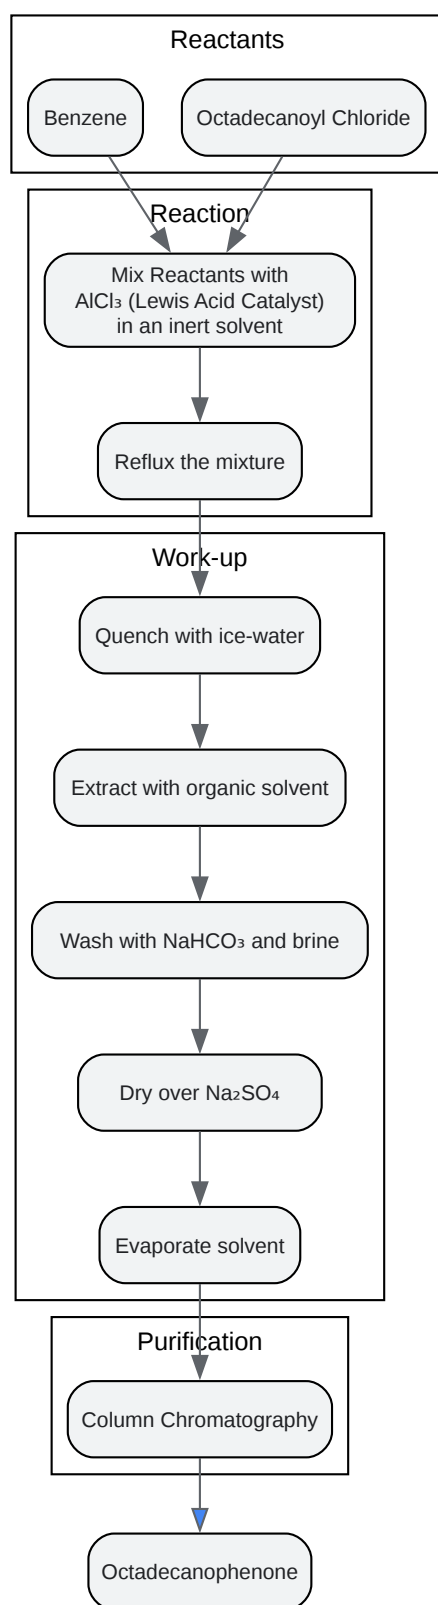 Reactants
Benzene
Octadecanoyl Chloride
Reaction
Mix Reactants with
AlCl₃ (Lewis Acid Catalyst)
in an inert solvent
Reflux the mixture
Work-up
Quench with ice-water
Extract with organic solvent
Wash with NaHCO₃ and brine
Dry over Na₂SO₄
Evaporate solvent
Purification
Column Chromatography
Octadecanophenone